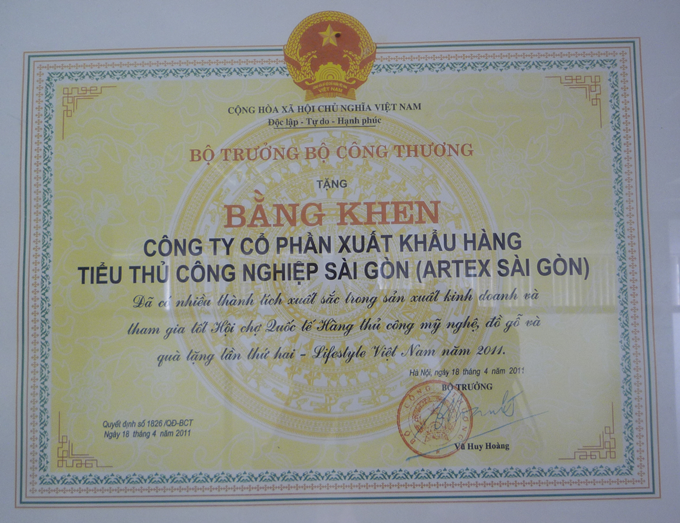 VIỆT NAM
CỘNG HÒA XÃ HỘI CHỦ NGHĨA VIỆT NAM
Độc lập - Tự do - Hạnh phúc
BỘ TRƯỞNG BỘ CÔNG THƯƠNG
TẶNG
BẰNG KHEN
CÔNG TY CỔ PHẦN XUẤT KHẨU HÀNG
TIỂU THỦ CÔNG NGHIỆP SÀI GÒN (ARTEX SÀI GÒN)
Đã có nhiều thành tích xuất sắc trong sản xuất kinh doanh và
tham gia tốt Hội chợ Quốc tế Hàng thủ công mỹ nghệ, đồ gỗ và
quà tặng lần thứ hai - Lifestyle Việt Nam năm 2011.
Hà Nội, ngày 18 tháng 4 năm 2011
BỘ TRƯỞNG
Quyết định số 1826 /QĐ-BCT
Ngày 18 tháng 4 năm 2011
Vũ Huy Hoàng